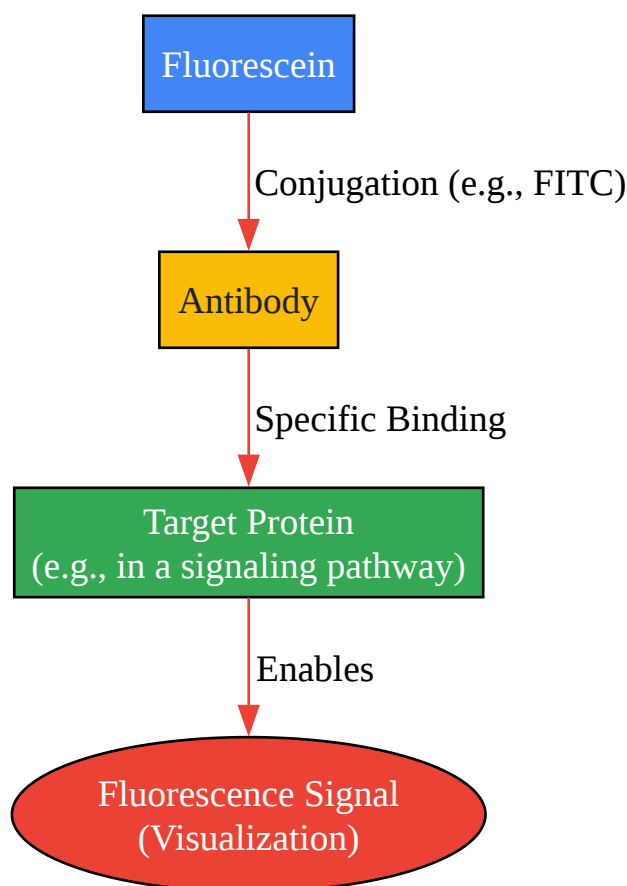 Fluorescein
Conjugation (e.g., FITC)
Antibody
Specific Binding
Target Protein
(e.g., in a signaling pathway)
Enables
Fluorescence Signal
(Visualization)